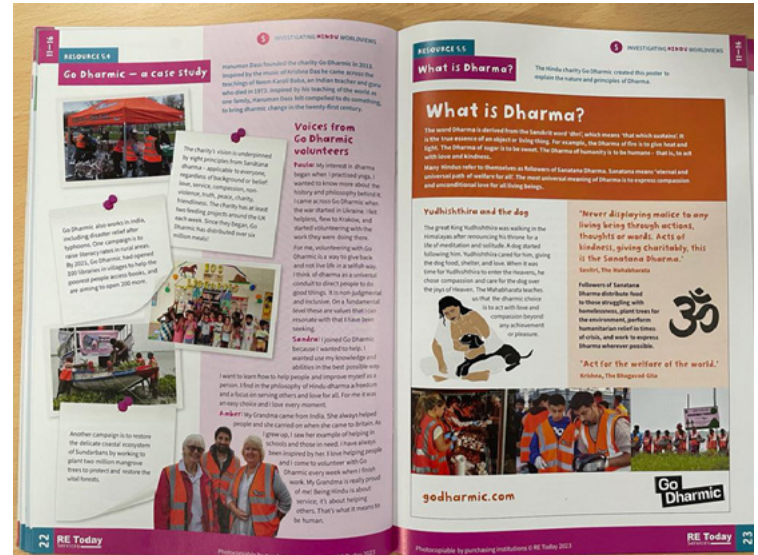 11–16
RESOURCE 5.4
5 INVESTIGATING HINDU WORLDVIEWS
Go Dharmic – a case study
Hanuman Dass founded the charity Go Dharmic in 2011.
Inspired by the music of Krishna Das he came across the
teachings of Neem Karoli Baba, an Indian teacher and guru
who died in 1973. Inspired by his teaching of the world as
one family, Hanuman Dass felt compelled to do something,
to bring dharmic change in the twenty-first century.
The charity's vision is underpinned
by eight principles from Sanatana
dharma – applicable to everyone,
regardless of background or belief:
love, service, compassion, non-
violence, truth, peace, charity,
friendliness. The charity has at least
two feeding projects around the UK
each week. Since they began, Go
Dharmic has distributed over six
million meals!
Go Dharmic also works in India,
including disaster relief after
typhoons. One campaign is to
raise literacy rates in rural areas.
By 2021, Go Dharmic had opened
100 libraries in villages to help the
poorest people access books, and
are aiming to open 200 more.
Another campaign is to restore
the delicate coastal ecosystem
of Sundarbans by working to
plant two million mangrove
trees to protect and restore the
vital forests.
Voices from
Go Dharmic
volunteers
Paula: My interest in dharma
began when I practised yoga. I
wanted to know more about the
history and philosophy behind it.
I came across Go Dharmic when
the war started in Ukraine. I felt
helpless, flew to Krakow, and
started volunteering with the
work they were doing there.
For me, volunteering with Go
Dharmic is a way to give back
and not live life in a selfish way.
I think of dharma as a universal
conduit to direct people to do
good things. It is non-judgmental
and inclusive. On a fundamental
level these are values that I can
resonate with that I have been
seeking.
Sandra: I joined Go Dharmic
because I wanted to help. I
wanted use my knowledge and
abilities in the best possible way.
I want to learn how to help people and improve myself as a
person. I find in the philosophy of Hindu dharma a freedom
and a focus on serving others and love for all. For me it was
an easy choice and I love every moment.
Amber: My Grandma came from India. She always helped
people and she carried on when she came to Britain. As
I grew up, I saw her example of helping in
schools and those in need. I have always
been inspired by her. I love helping people
and I come to volunteer with Go
Dharmic every week when I finish
work. My Grandma is really proud
of me! Being Hindu is about
service; it's about helping
others. That's what it means to
be human.
22 RE Today
SERVICES
Photocopiable by purchasing institutions © RE Today 2023
RESOURCE 5.5
5 INVESTIGATING HINDU WORLDVIEWS
11–16
What is Dharma?
The Hindu charity Go Dharmic created this poster to
explain the nature and principles of Dharma.
What is Dharma?
The word Dharma is derived from the Sanskrit word 'dhri', which means 'that which sustains'. It
is the true essence of an object or living thing. For example, the Dharma of fire is to give heat and
light. The Dharma of sugar is to be sweet. The Dharma of humanity is to be humane – that is, to act
with love and kindness.
Many Hindus refer to themselves as followers of Sanatana Dharma. Sanatana means 'eternal and
universal path of welfare for all'. The most universal meaning of Dharma is to express compassion
and unconditional love for all living beings.
Yudhishthira and the dog
The great King Yudhishthira was walking in the
Himalayas after renouncing his throne for a
life of meditation and solitude. A dog started
following him. Yudhishthira cared for him, giving
the dog food, shelter, and love. When it was
time for Yudhishthira to enter the Heavens, he
chose compassion and care for the dog over
the joys of Heaven. The Mahabharata teaches
us that the dharmic choice
is to act with love and
compassion beyond
any achievement
or pleasure.
'Never displaying malice to any
living being through actions,
thoughts or words. Acts of
kindness, giving charitably, this
is the Sanatana Dharma.'
Savitri, The Mahabharata
Followers of Sanatana
Dharma distribute food
to those struggling with
homelessness, plant trees for
the environment, perform
humanitarian relief in times
of crisis, and work to express
Dharma wherever possible.
ॐ
'Act for the welfare of the world.'
Krishna, The Bhagavad Gita
godharmic.com
Go
Dharmic
Photocopiable by purchasing institutions © RE Today 2023
RE Today
SERVICES
23